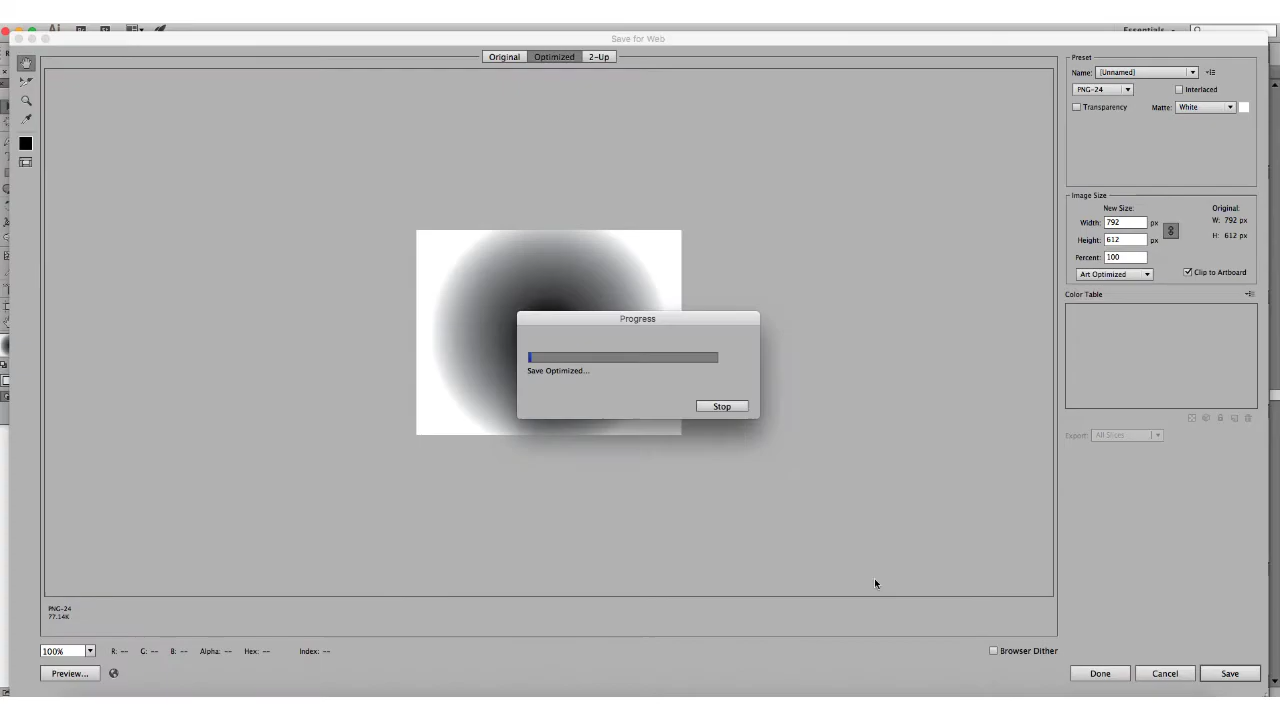 Essentials
Save for Web
Original Optimized 2-Up
Preset
Name: [Unnamed]
PNG-24 Interlaced
Transparency Matte: White
Image Size
New Size: Original:
Width: 792 px W: 792 px
Height: 612 px H: 612 px
Percent: 100
Art Optimized Clip to Artboard
Color Table
Progress
Save Optimized...
Stop
Export: All Slices
PNG-24
77.14K
100% R: -- G: -- B: -- Alpha: -- Hex: -- Index: -- Browser Dither
Preview... Done Cancel Save